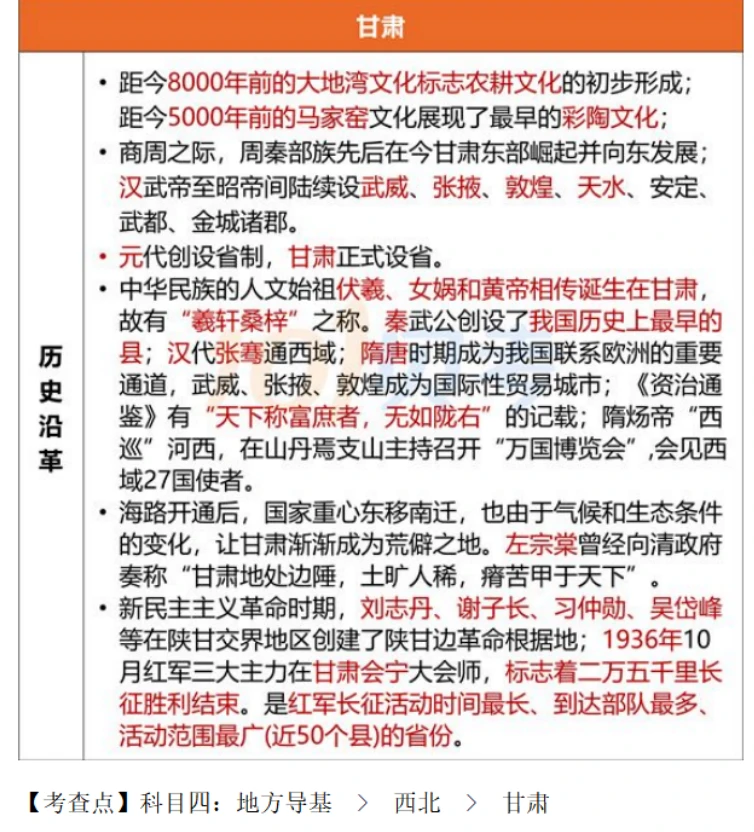 甘肃
历史沿革
• 距今8000年前的大地湾文化标志农耕文化的初步形成；
距今5000年前的马家窑文化展现了最早的彩陶文化；
• 商周之际，周秦部族先后在今甘肃东部崛起并向东发展；
汉武帝至昭帝间陆续设武威、张掖、敦煌、天水、安定、
武都、金城诸郡。
• 元代创设省制，甘肃正式设省。
• 中华民族的人文始祖伏羲、女娲和黄帝相传诞生在甘肃，
故有“羲轩桑梓”之称。秦武公创设了我国历史上最早的
县；汉代张骞通西域；隋唐时期成为我国联系欧洲的重要
通道，武威、张掖、敦煌成为国际性贸易城市；《资治通
鉴》有“天下称富庶者，无如陇右”的记载；隋炀帝“西
巡”河西，在山丹焉支山主持召开“万国博览会”,会见西
域27国使者。
• 海路开通后，国家重心东移南迁，也由于气候和生态条件
的变化，让甘肃渐渐成为荒僻之地。左宗棠曾经向清政府
奏称“甘肃地处边陲，土旷人稀，瘠苦甲于天下”。
• 新民主主义革命时期，刘志丹、谢子长、习仲勋、吴岱峰
等在陕甘交界地区创建了陕甘边革命根据地；1936年10
月红军三大主力在甘肃会宁大会师，标志着二万五千里长
征胜利结束。是红军长征活动时间最长、到达部队最多、
活动范围最广(近50个县)的省份。
【考查点】科目四：地方导基 > 西北 > 甘肃